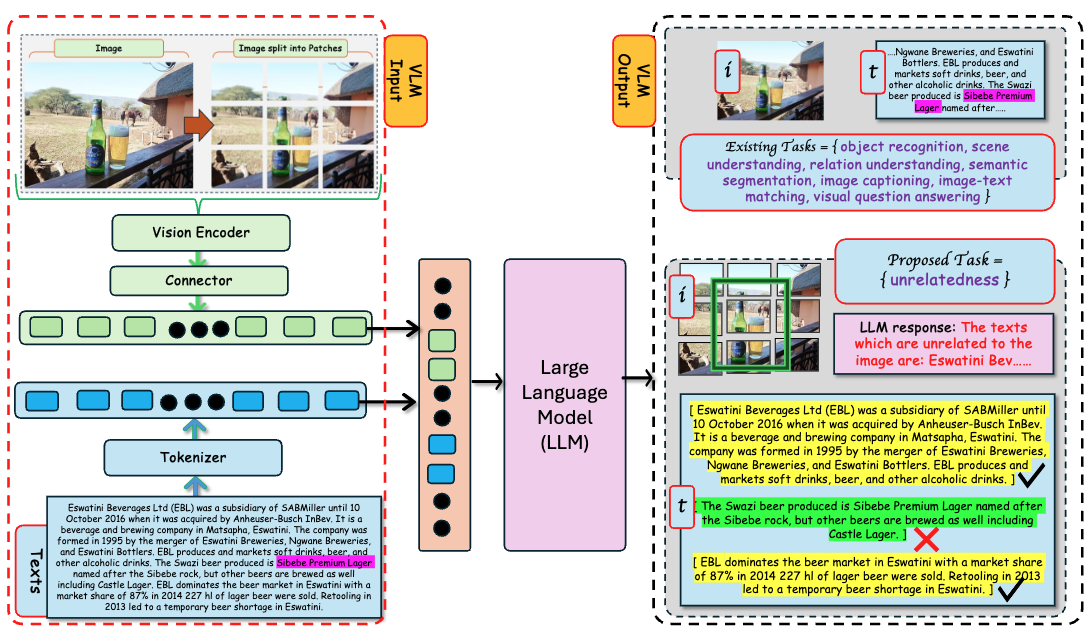 Image
Image split into Patches
VLM
Input
Vision Encoder
Connector
Tokenizer
Texts
Eswatini Beverages Ltd (EBL) was a subsidiary of SABMiller until 10
October 2016 when it was acquired by Anheuser-Busch InBev. It is a
beverage and brewing company in Matsapha, Eswatini. The company was
formed in 1995 by the merger of Eswatini Breweries, Ngwane Breweries,
and Eswatini Bottlers. EBL produces and markets soft drinks, beer, and
other alcoholic drinks. The Swazi beer produced is Sibebe Premium Lager
named after the Sibebe rock, but other beers are brewed as well
including Castle Lager. EBL dominates the beer market in Eswatini with a
market share of 87% in 2014 227 hl of lager beer were sold. Retooling in
2013 led to a temporary beer shortage in Eswatini.
Large
Language
Model
(LLM)
VLM
Output
i
t
....Ngwane Breweries, and Eswatini
Bottlers. EBL produces and
markets soft drinks, beer, and
other alcoholic drinks. The Swazi
beer produced is Sibebe Premium
Lager named after.....
Existing Tasks = { object recognition, scene
understanding, relation understanding, semantic
segmentation, image captioning, image-text
matching, visual question answering }
i
Proposed Task =
{ unrelatedness }
LLM response: The texts
which are unrelated to the
image are: Eswatini Bev......
t
[ Eswatini Beverages Ltd (EBL) was a subsidiary of SABMiller until
10 October 2016 when it was acquired by Anheuser-Busch InBev.
It is a beverage and brewing company in Matsapha, Eswatini. The
company was formed in 1995 by the merger of Eswatini Breweries,
Ngwane Breweries, and Eswatini Bottlers. EBL produces and
markets soft drinks, beer, and other alcoholic drinks. ]
[ The Swazi beer produced is Sibebe Premium Lager named after
the Sibebe rock, but other beers are brewed as well including
Castle Lager. ]
[ EBL dominates the beer market in Eswatini with a market share
of 87% in 2014 227 hl of lager beer were sold. Retooling in 2013
led to a temporary beer shortage in Eswatini. ]